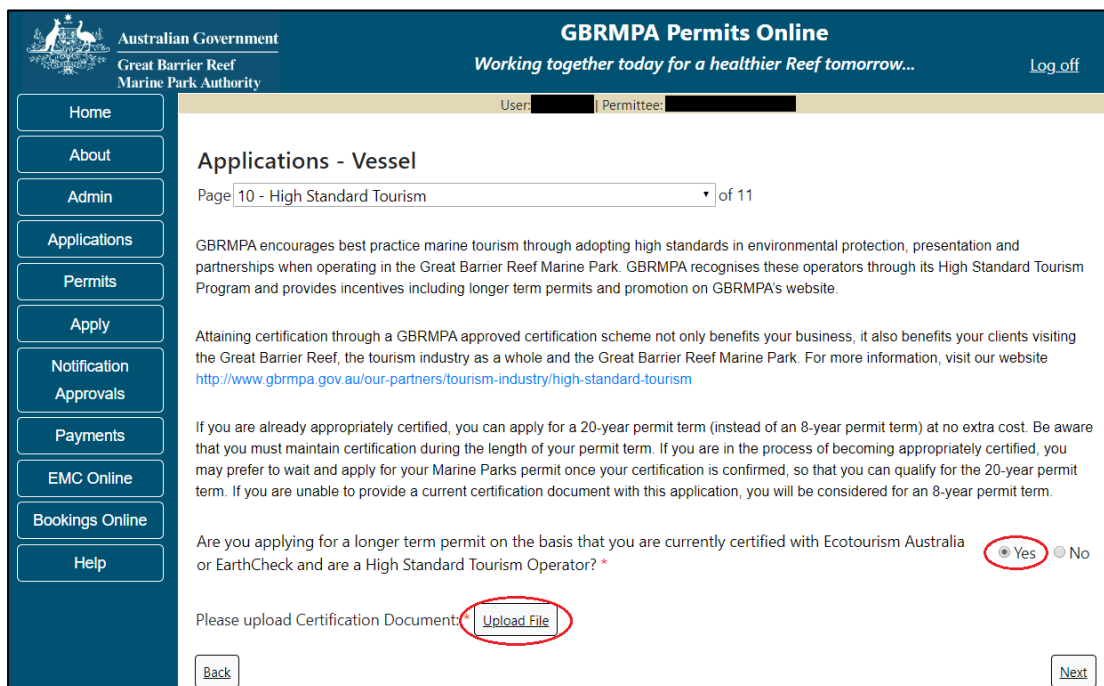 Australian Government
Great Barrier Reef
Marine Park Authority
GBRMPA Permits Online
Working together today for a healthier Reef tomorrow...
Log off
User: | Permittee:
Home
About
Admin
Applications
Permits
Apply
Notification
Approvals
Payments
EMC Online
Bookings Online
Help
Applications - Vessel
Page 10 - High Standard Tourism of 11
GBRMPA encourages best practice marine tourism through adopting high standards in environmental protection, presentation and
partnerships when operating in the Great Barrier Reef Marine Park. GBRMPA recognises these operators through its High Standard Tourism
Program and provides incentives including longer term permits and promotion on GBRMPA's website.
Attaining certification through a GBRMPA approved certification scheme not only benefits your business, it also benefits your clients visiting
the Great Barrier Reef, the tourism industry as a whole and the Great Barrier Reef Marine Park. For more information, visit our website
http://www.gbrmpa.gov.au/our-partners/tourism-industry/high-standard-tourism
If you are already appropriately certified, you can apply for a 20-year permit term (instead of an 8-year permit term) at no extra cost. Be aware
that you must maintain certification during the length of your permit term. If you are in the process of becoming appropriately certified, you
may prefer to wait and apply for your Marine Parks permit once your certification is confirmed, so that you can qualify for the 20-year permit
term. If you are unable to provide a current certification document with this application, you will be considered for an 8-year permit term.
Are you applying for a longer term permit on the basis that you are currently certified with Ecotourism Australia
or EarthCheck and are a High Standard Tourism Operator? *
Yes No
Please upload Certification Document: * Upload File
Back
Next